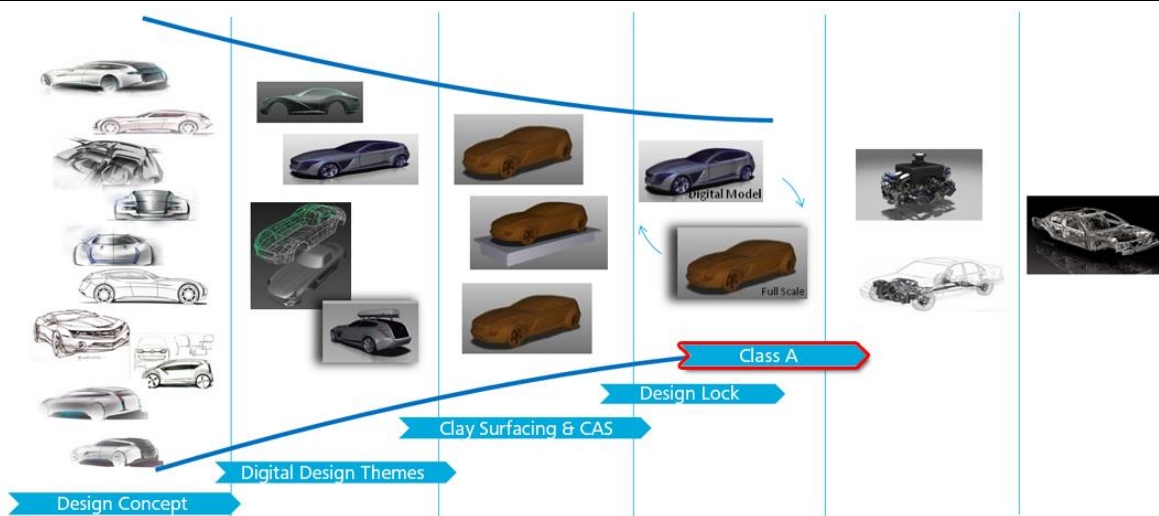 Digital Model
Full Scale
Class A
Design Lock
Clay Surfacing & CAS
Digital Design Themes
Design Concept